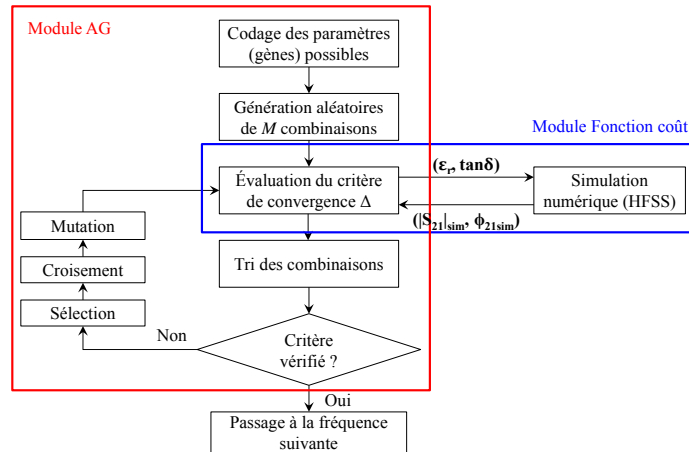 Module AG
Codage des paramètres
(gènes) possibles
Génération aléatoires
de M combinaisons
Module Fonction coût
Évaluation du critère
de convergence Δ
(εr, tanδ)
Simulation
numérique (HFSS)
(|S21|sim, ϕ21sim)
Mutation
Croisement
Sélection
Tri des combinaisons
Non
Critère
vérifié ?
Oui
Passage à la fréquence
suivante